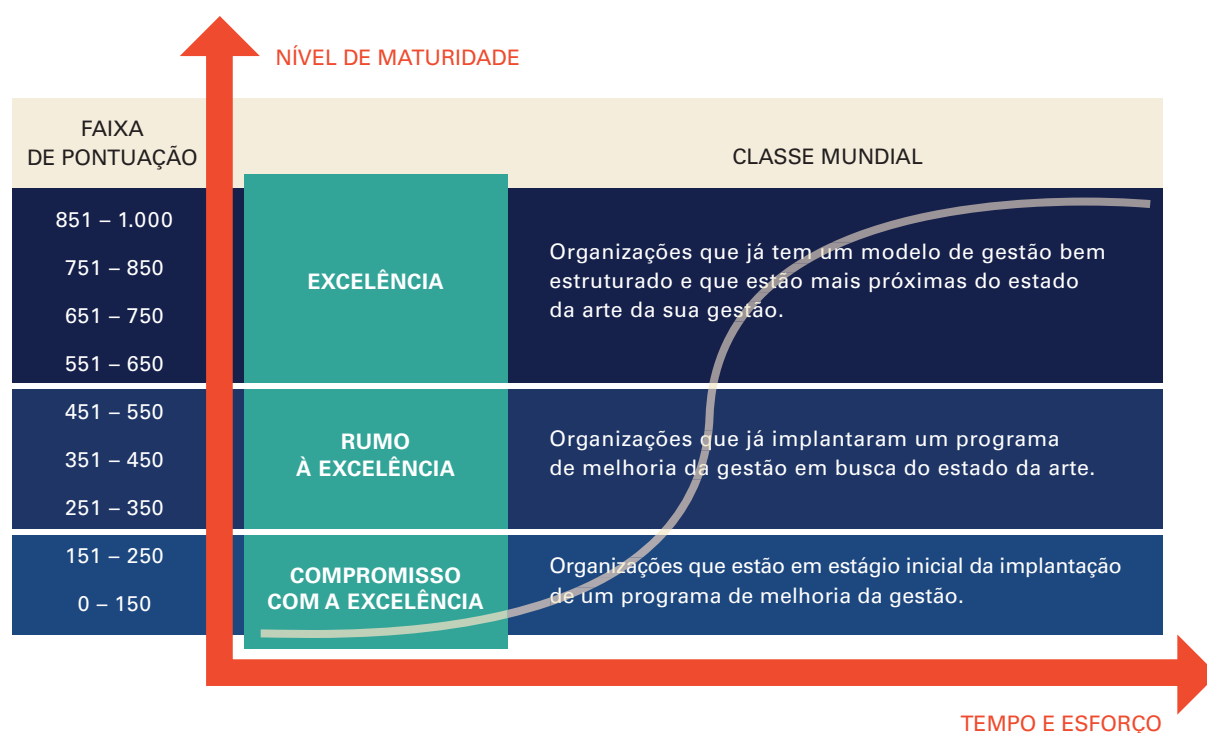 NÍVEL DE MATURIDADE
FAIXA
DE PONTUAÇÃO
CLASSE MUNDIAL
851 – 1.000
751 – 850
651 – 750
551 – 650
EXCELÊNCIA
Organizações que já tem um modelo de gestão bem
estruturado e que estão mais próximas do estado
da arte da sua gestão.
451 – 550
351 – 450
251 – 350
RUMO
À EXCELÊNCIA
Organizações que já implantaram um programa
de melhoria da gestão em busca do estado da arte.
151 – 250
0 – 150
COMPROMISSO
COM A EXCELÊNCIA
Organizações que estão em estágio inicial da implantação
de um programa de melhoria da gestão.
TEMPO E ESFORÇO